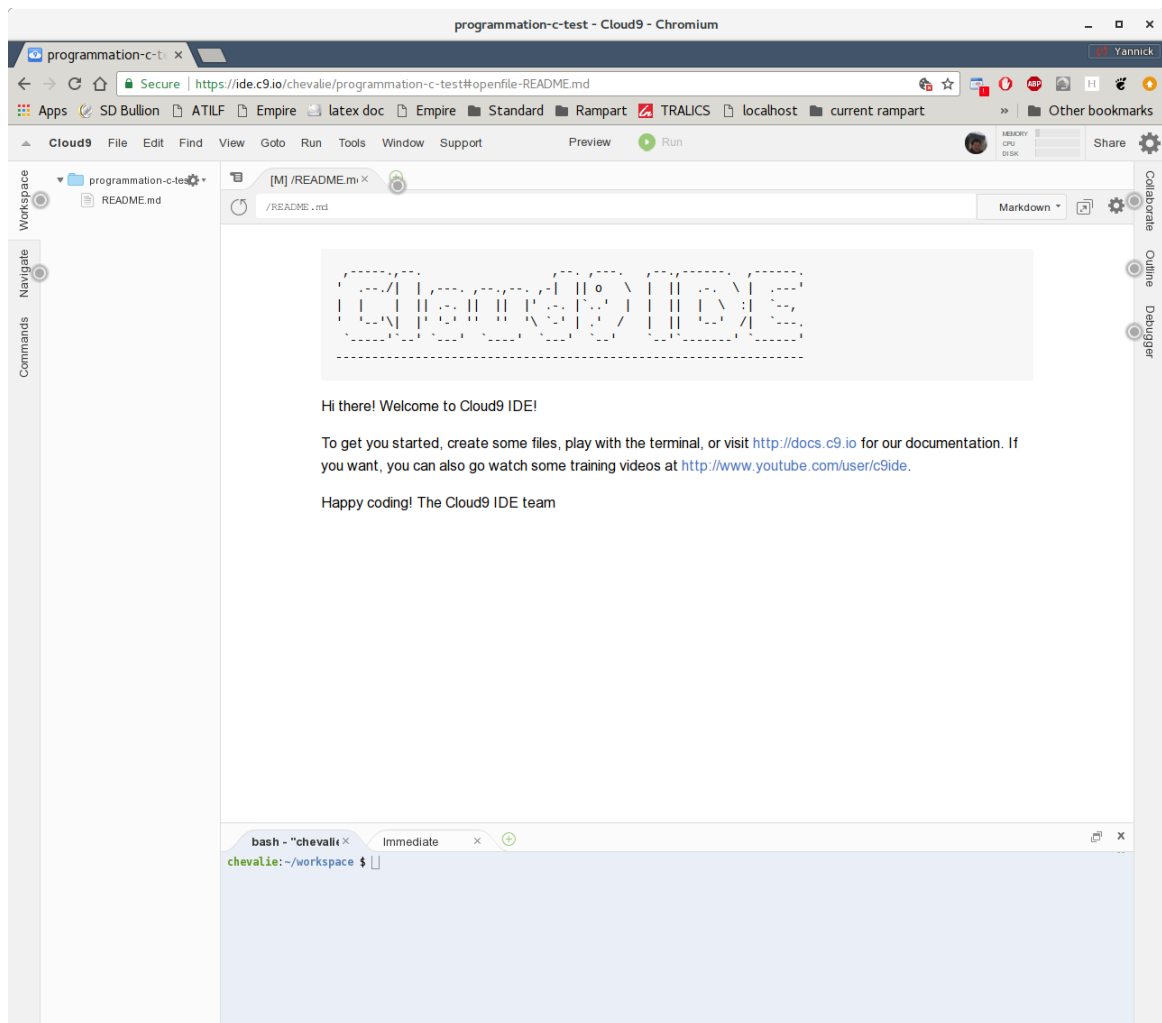 programmation-c-test - Cloud9 - Chromium
programmation-c-te Yannick
Secure https://ide.c9.io/chevalie/programmation-c-test#openfile-README.md ABP H
Apps SD Bullion ATILF Empire latex doc Empire Standard Rampart TRALICS localhost current rampart » Other bookmarks
Cloud9 File Edit Find View Goto Run Tools Window Support Preview Run MEMORY CPU DISK Share
Workspace
Navigate
Commands
programmation-c-test
README.md
[M] /README.m
/README.md Markdown
Cloud9 IDE
Hi there! Welcome to Cloud9 IDE!
To get you started, create some files, play with the terminal, or visit http://docs.c9.io for our documentation. If
you want, you can also go watch some training videos at http://www.youtube.com/user/c9ide.
Happy coding! The Cloud9 IDE team
Collaborate
Outline
Debugger
bash - "chevalie Immediate
chevalie:~/workspace $